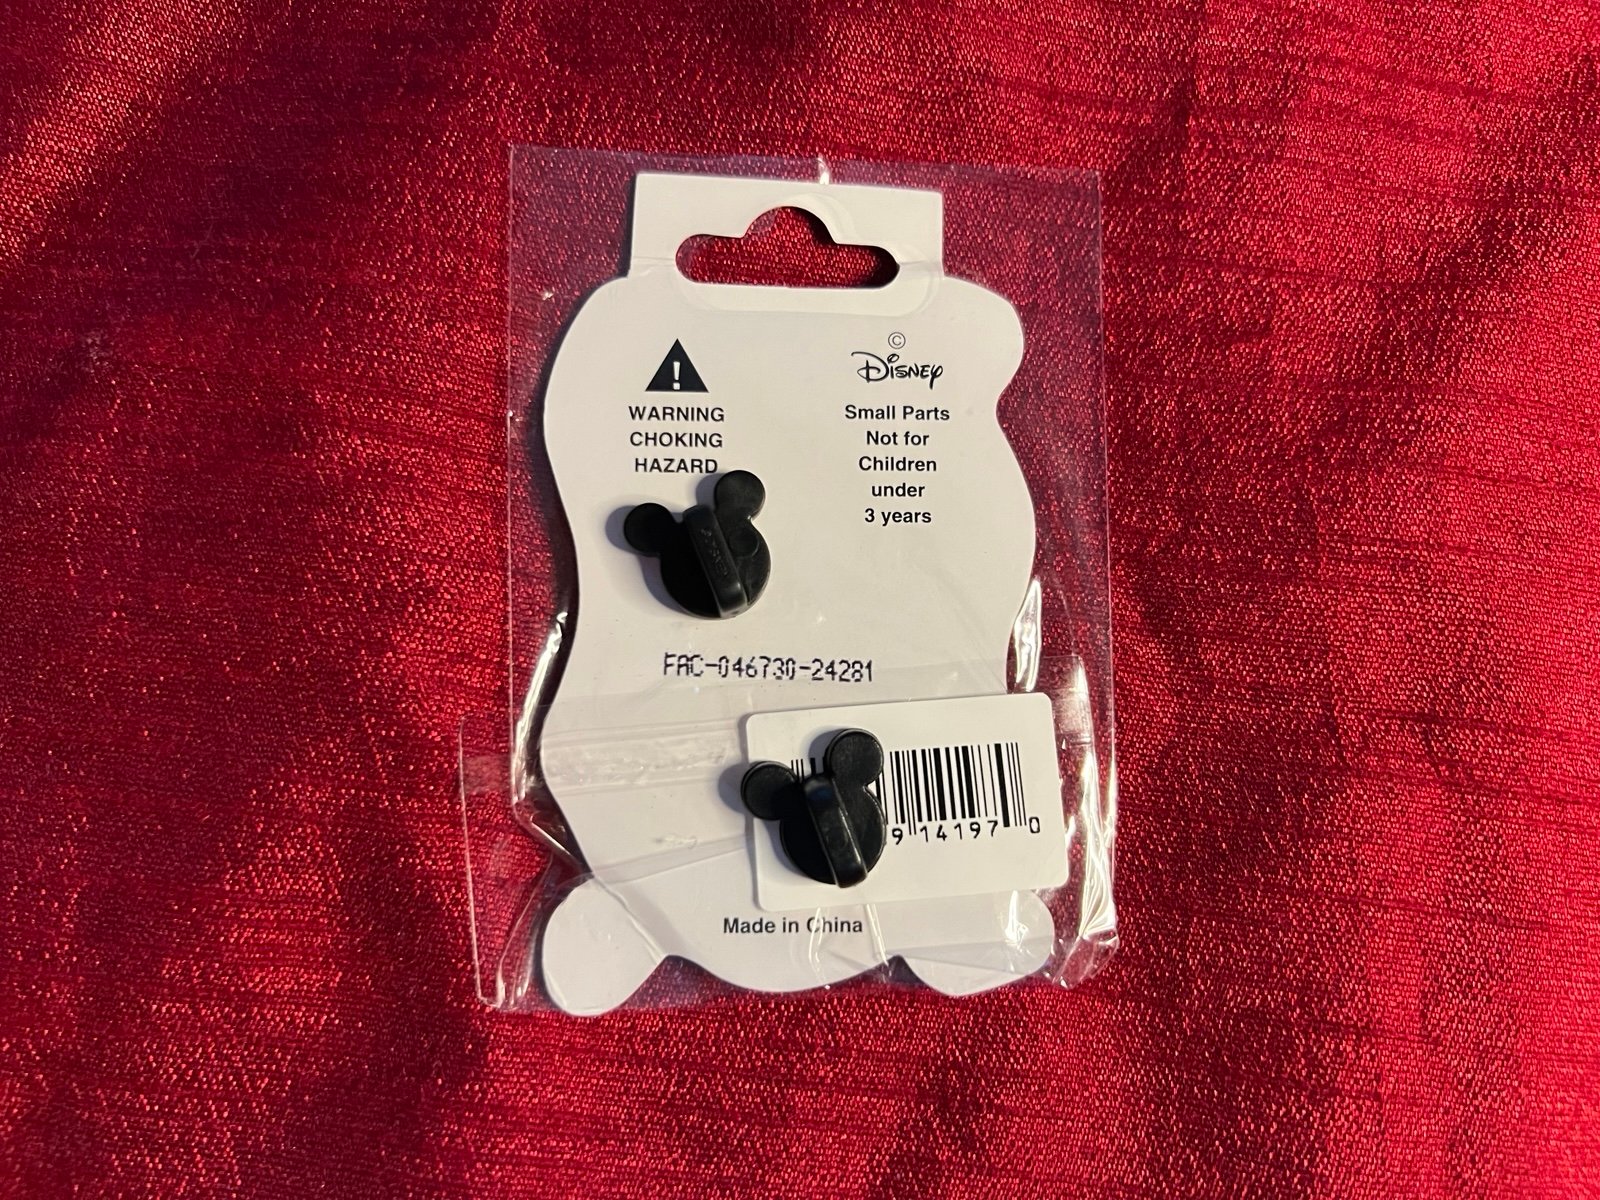 WARNING
CHOKING
HAZARD
©
Disney
Small Parts
Not for
Children
under
3 years
FAC-046730-24281
9 14197 0
Made in China